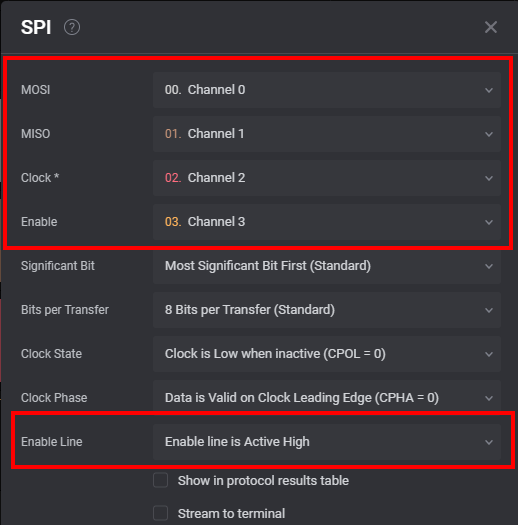 SPI ?
MOSI 00. Channel 0
MISO 01. Channel 1
Clock * 02. Channel 2
Enable 03. Channel 3
Significant Bit Most Significant Bit First (Standard)
Bits per Transfer 8 Bits per Transfer (Standard)
Clock State Clock is Low when inactive (CPOL = 0)
Clock Phase Data is Valid on Clock Leading Edge (CPHA = 0)
Enable Line Enable line is Active High
Show in protocol results table
Stream to terminal